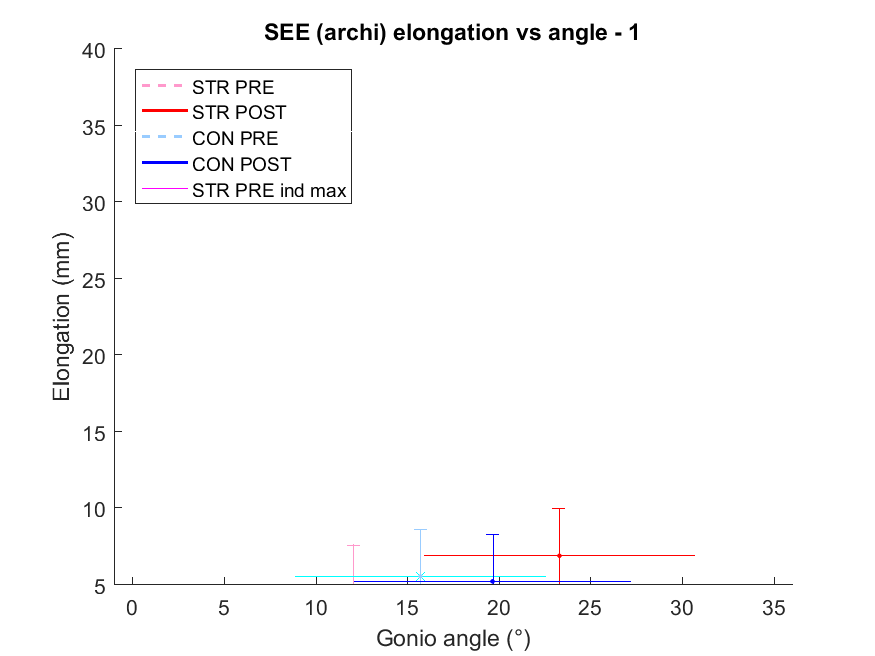 SEE (archi) elongation vs angle - 1
40
35
30
25
20
15
10
5
Elongation (mm)
STR PRE
STR POST
CON PRE
CON POST
STR PRE ind max
0 5 10 15 20 25 30 35
Gonio angle (°)